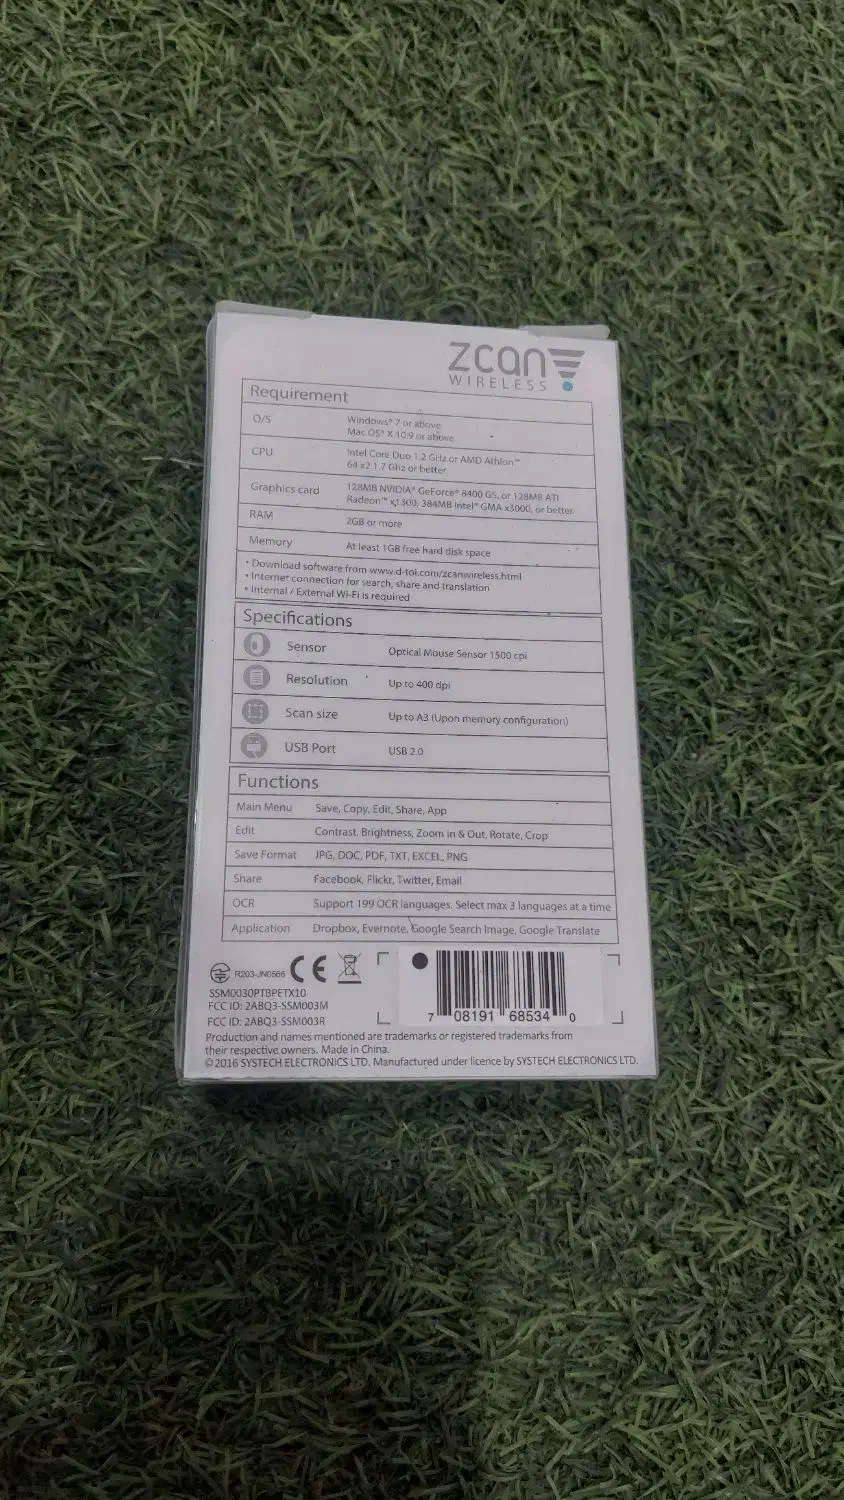 zcan
WIRELESS
Requirement
O/S Windows® 7 or above
Mac OS® X 10.9 or above
CPU Intel Core Duo 1.2 GHz or AMD Athlon™
64 x2 1.7 Ghz or better
Graphics card 128MB NVIDIA® GeForce® 8400 GS, or 128MB ATI
Radeon™ x1300, 384MB Intel® GMA x3000, or better
RAM 2GB or more
Memory At least 1GB free hard disk space
• Download software from www.d-toi.com/zcanwireless.html
• Internet connection for search, share and translation
• Internal / External Wi-Fi is required
Specifications
Sensor Optical Mouse Sensor 1500 cpi
Resolution Up to 400 dpi
Scan size Up to A3 (Upon memory configuration)
USB Port USB 2.0
Functions
Main Menu Save, Copy, Edit, Share, App
Edit Contrast, Brightness, Zoom in & Out, Rotate, Crop
Save Format JPG, DOC, PDF, TXT, EXCEL, PNG
Share Facebook, Flickr, Twitter, Email
OCR Support 199 OCR languages. Select max 3 languages at a time
Application Dropbox, Evernote, Google Search Image, Google Translate
R203-JN0566 CE
SSM0030PTBPETX10
FCC ID: 2ABQ3-SSM003M
FCC ID: 2ABQ3-SSM003R
7 08191 68534 0
Production and names mentioned are trademarks or registered trademarks from
their respective owners. Made in China.
©2016 SYSTECH ELECTRONICS LTD. Manufactured under licence by SYSTECH ELECTRONICS LTD.